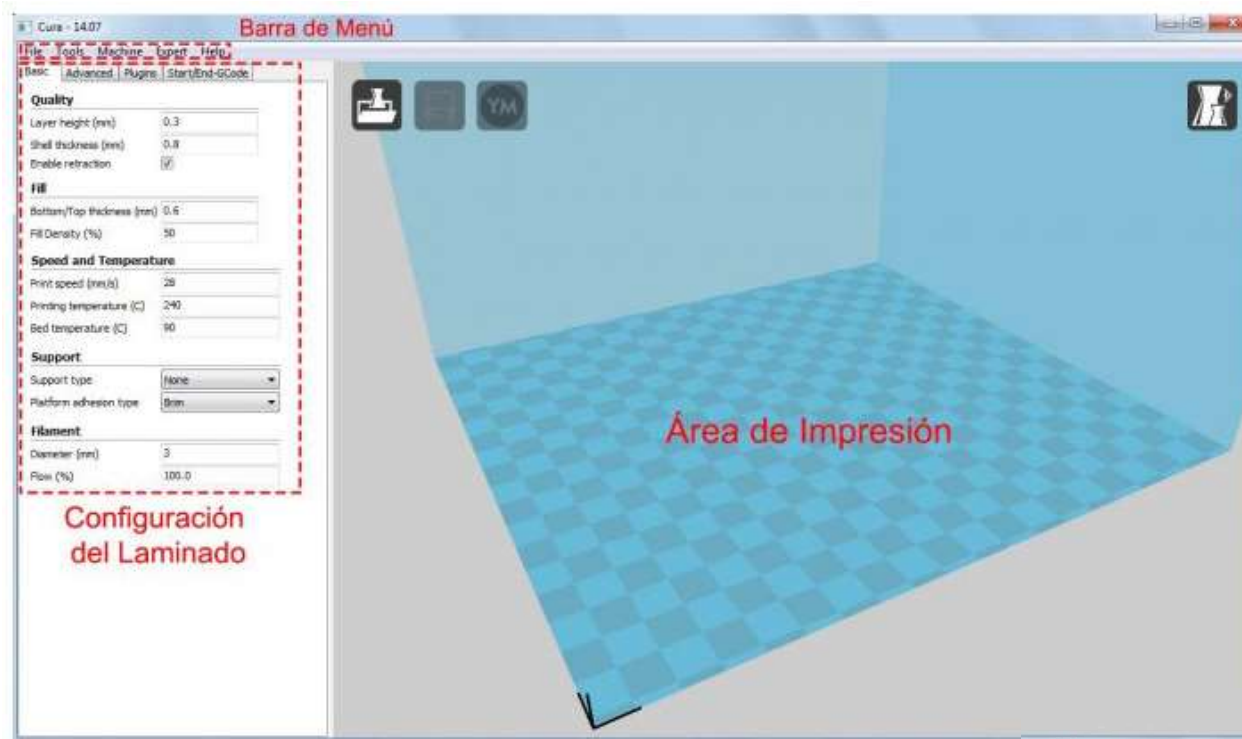 Cura - 14.07
Barra de Menú
File Tools Machine Expert Help
Basic Advanced Plugins Start/End-GCode
Quality
Layer height (mm) 0.3
Shell thickness (mm) 0.8
Enable retraction
Fill
Bottom/Top thickness (mm) 0.6
Fill Density (%) 50
Speed and Temperature
Print speed (mm/s) 28
Printing temperature (C) 240
Bed temperature (C) 90
Support
Support type None
Platform adhesion type Brim
Filament
Diameter (mm) 3
Flow (%) 100.0
Configuración
del Laminado
YM
Área de Impresión